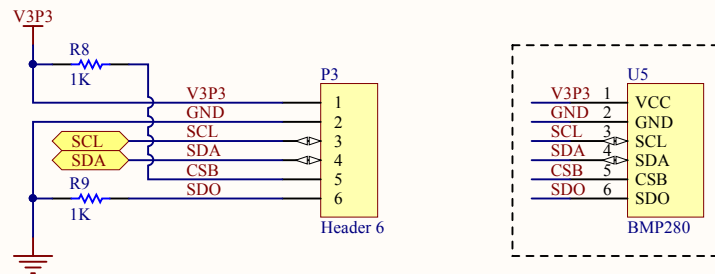 V3P3
R8
1K
P3
V3P3 1
GND 2
SCL SCL 3
SDA SDA 4
CSB 5
SDO 6
R9
1K
Header 6
U5
V3P3 1 VCC
GND 2 GND
SCL 3 SCL
SDA 4 SDA
CSB 5 CSB
SDO 6 SDO
BMP280